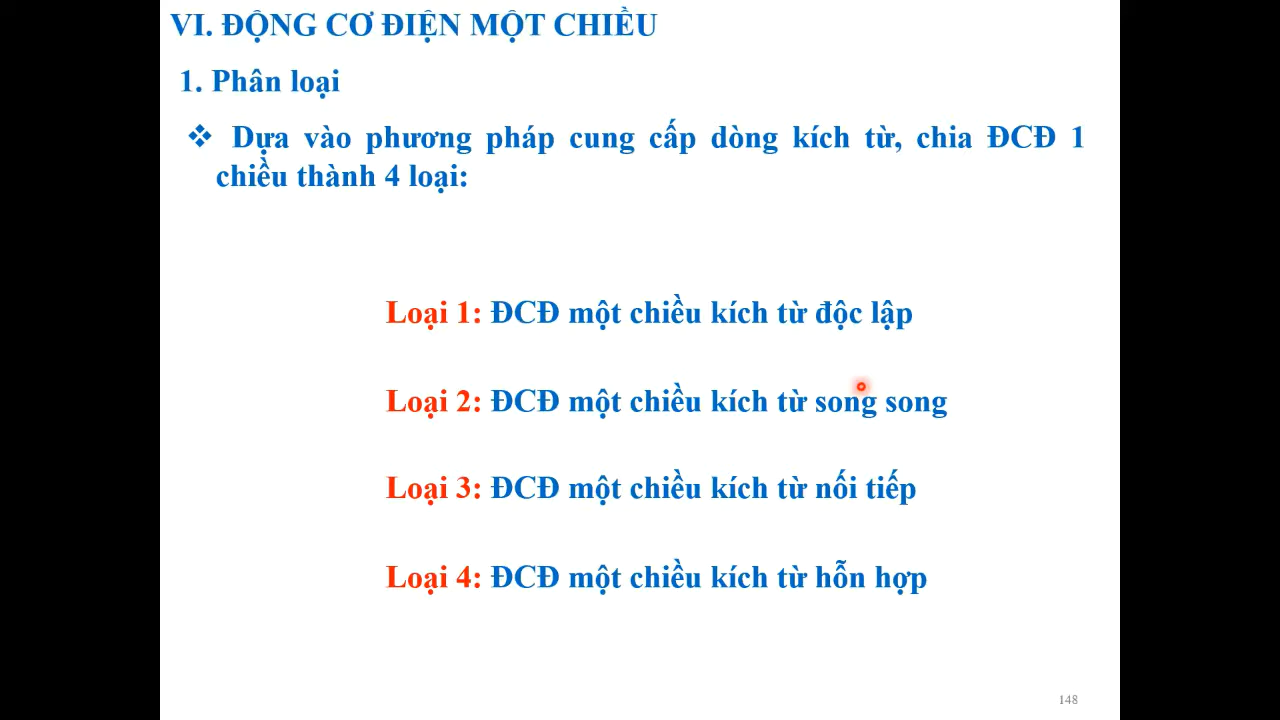 VI. ĐỘNG CƠ ĐIỆN MỘT CHIỀU
1. Phân loại
❖ Dựa vào phương pháp cung cấp dòng kích từ, chia ĐCĐ 1
chiều thành 4 loại:
Loại 1: ĐCĐ một chiều kích từ độc lập
Loại 2: ĐCĐ một chiều kích từ song song
Loại 3: ĐCĐ một chiều kích từ nối tiếp
Loại 4: ĐCĐ một chiều kích từ hỗn hợp
148